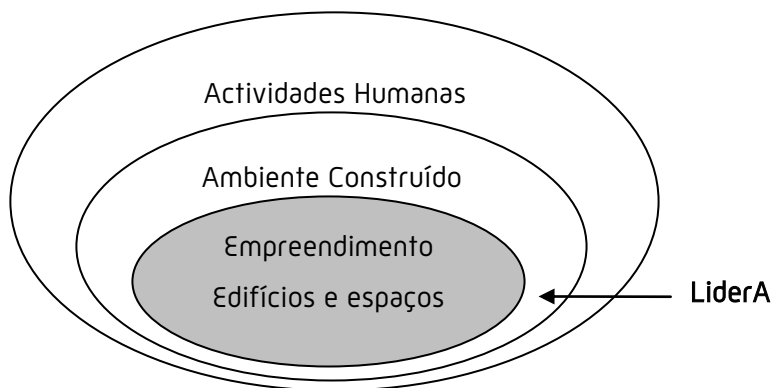 Actividades Humanas
Ambiente Construído
Empreendimento
Edifícios e espaços
LiderA